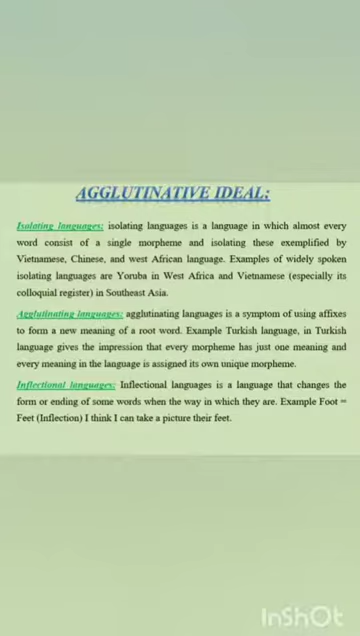 AGGLUTINATIVE IDEAL:
Isolating languages: isolating languages is a language in which almost every
word consist of a single morpheme and isolating these exemplified by
Vietnamese, Chinese, and west African language. Examples of widely spoken
isolating languages are Yoruba in West Africa and Vietnamese (especially its
colloquial register) in Southeast Asia.
Agglutinating languages: agglutinating languages is a symptom of using affixes
to form a new meaning of a root word. Example Turkish language, in Turkish
language gives the impression that every morpheme has just one meaning and
every meaning in the language is assigned its own unique morpheme.
Inflectional languages: Inflectional languages is a language that changes the
form or ending of some words when the way in which they are. Example Foot =
Feet (Inflection) I think I can take a picture their feet.
InShOt